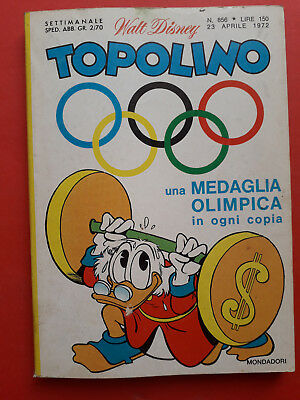 SETTIMANALE
SPED. ABB. GR. 2/70
Walt Disney
N. 856 * LIRE 150
23 APRILE 1972
TOPOLINO
una MEDAGLIA
OLIMPICA
in ogni copia
$
MONDADORI